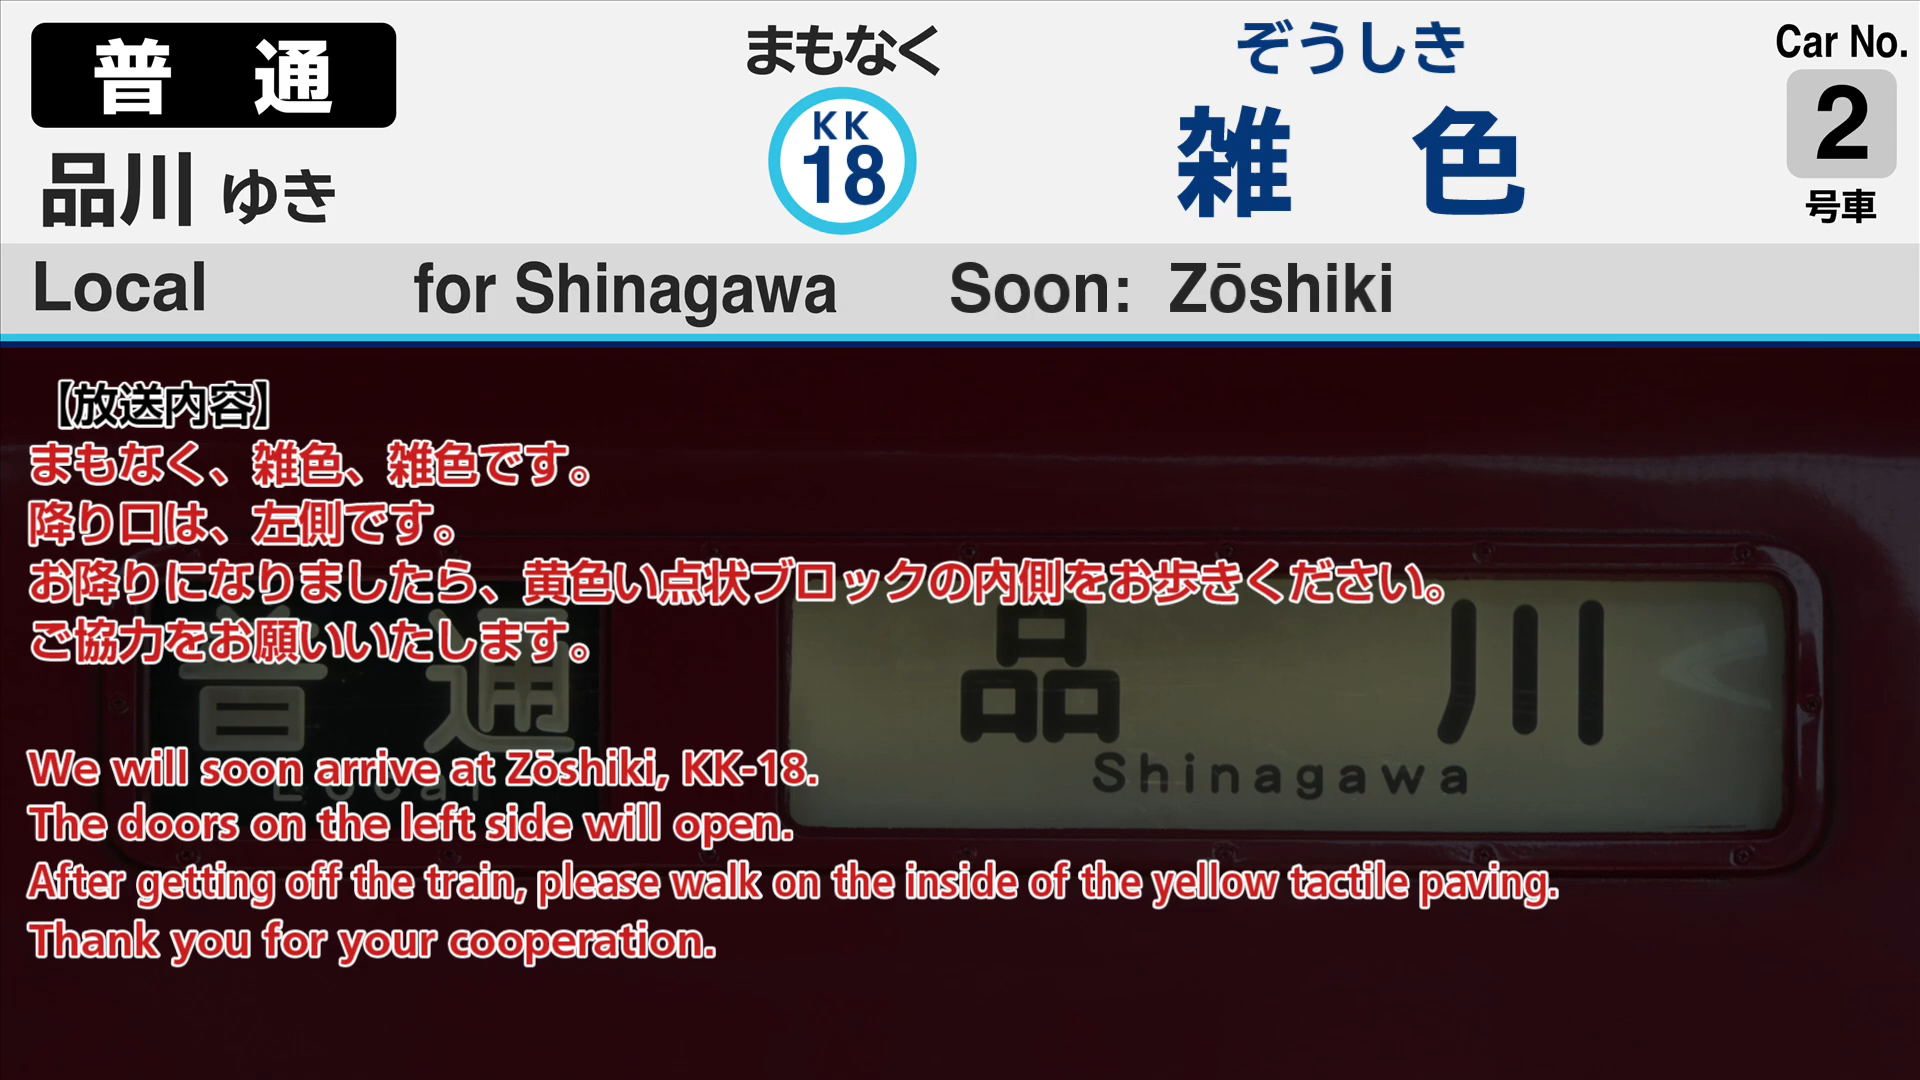 普 通
品川 ゆき
まもなく
KK
18
ぞうしき
雑 色
Car No.
2
号車
Local for Shinagawa Soon: Zōshiki
【放送内容】
まもなく、雑色、雑色です。
降り口は、左側です。
お降りになりましたら、黄色い点状ブロックの内側をお歩きください。
ご協力をお願いいたします。
We will soon arrive at Zōshiki, KK-18.
The doors on the left side will open.
After getting off the train, please walk on the inside of the yellow tactile paving.
Thank you for your cooperation.
普 通
Local
品 川
Shinagawa